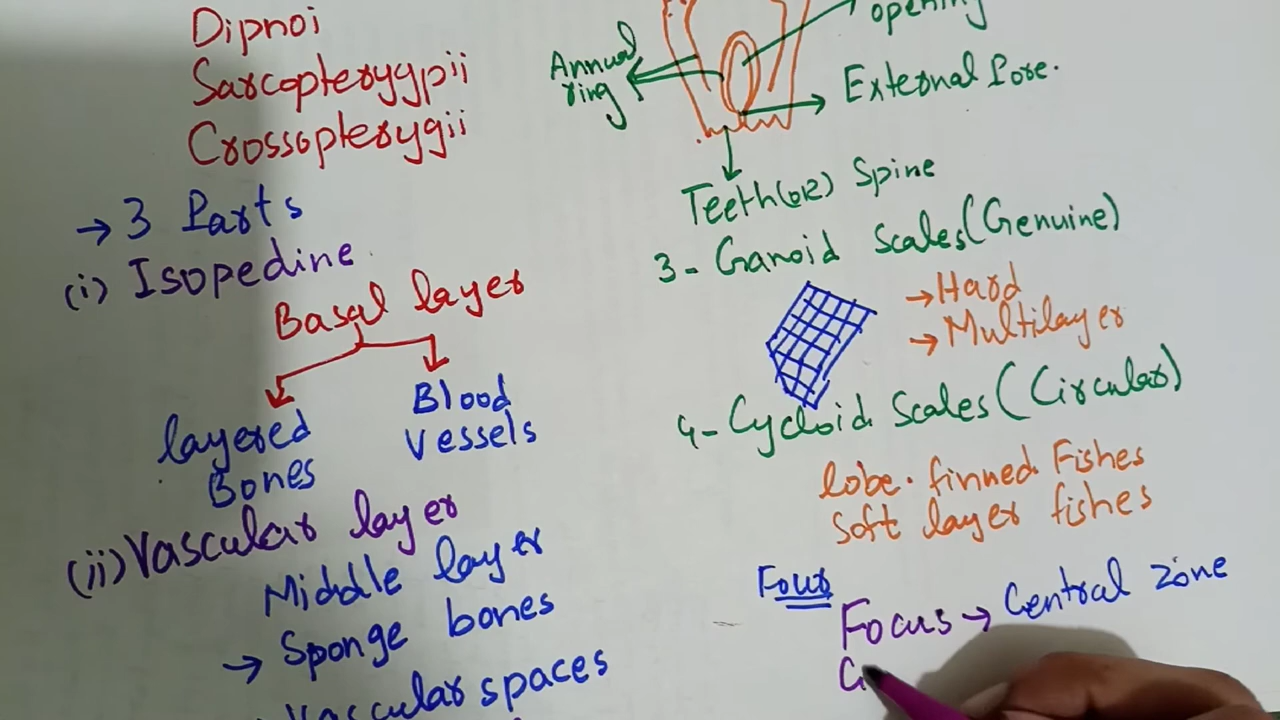 Dipnoi
Sarcopterygpii
Crossopterygii
→ 3 Parts
(i) Isopedine
Basal layer
layered
Bones
Blood
Vessels
(ii) Vascular layer
Middle layer
→ Sponge bones
Vascular spaces
opening
Annual
ring
External Pore.
Teeth (OR) Spine
3- Ganoid Scales (Genuine)
→ Hard
→ Multilayer
4- Cycloid Scales (Circular)
lobe. finned Fishes
Soft layer fishes
Four
Focus → Central Zone
G